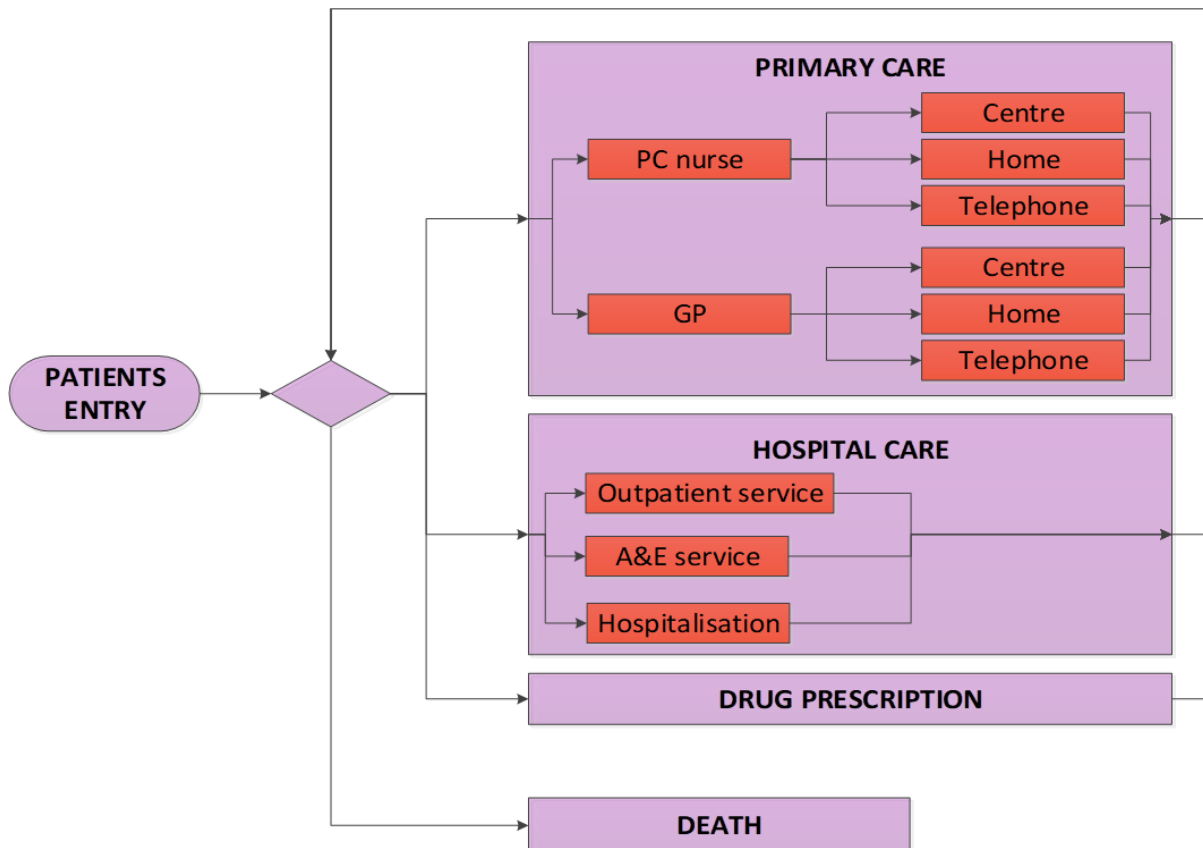 PRIMARY CARE
PC nurse
Centre
Home
Telephone
GP
Centre
Home
Telephone
PATIENTS
ENTRY
HOSPITAL CARE
Outpatient service
A&E service
Hospitalisation
DRUG PRESCRIPTION
DEATH